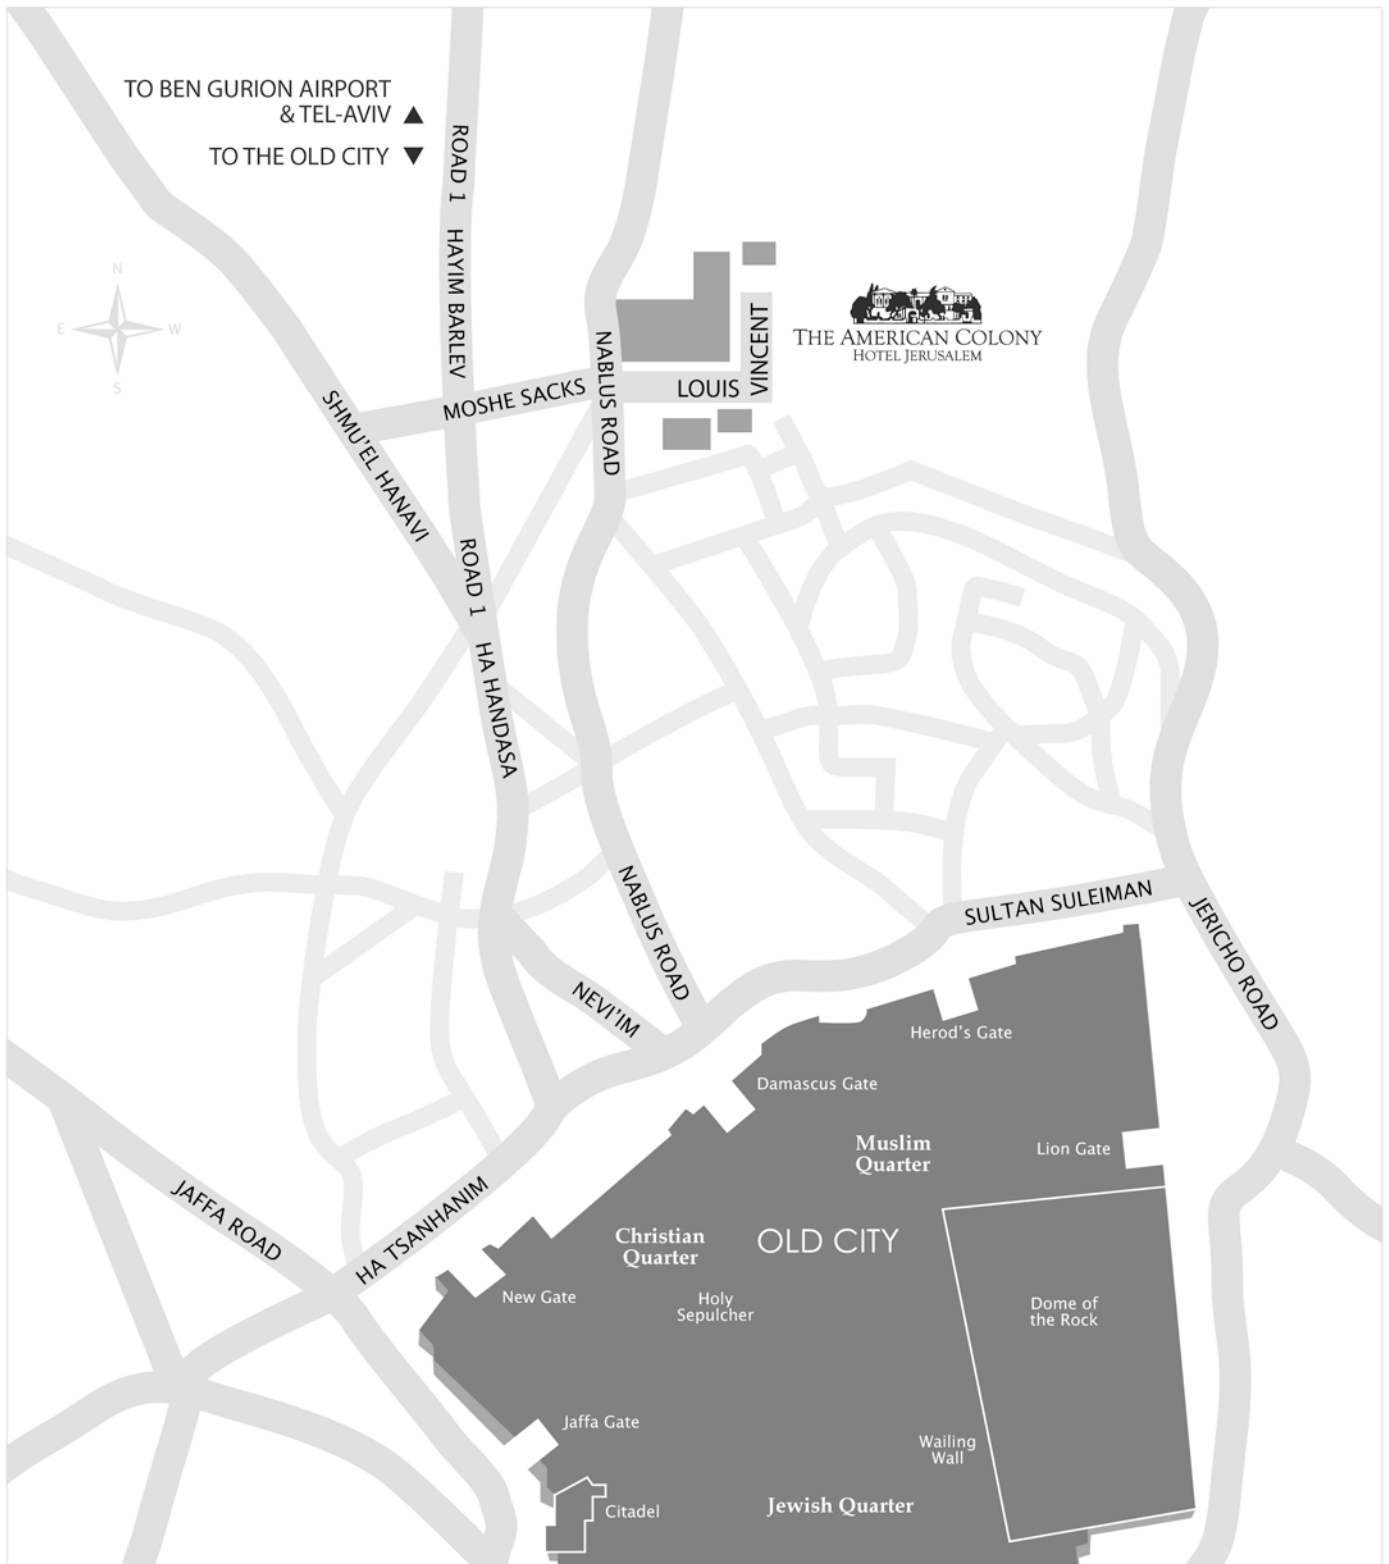 TO BEN GURION AIRPORT
& TEL-AVIV ▲
TO THE OLD CITY ▼
ROAD 1
HAYIM BARLEV
N
E
W
S
THE AMERICAN COLONY
HOTEL JERUSALEM
VINCENT
LOUIS
MOSHE SACKS
NABLUS ROAD
SHMU'EL HANAVI
ROAD 1
HA HANDASA
NABLUS ROAD
SULTAN SULEIMAN
JERICHO ROAD
NEVI'IM
Herod's Gate
Damascus Gate
Muslim
Quarter
Lion Gate
JAFFA ROAD
HA TSANHANIM
Christian
Quarter
OLD CITY
New Gate
Holy
Sepulcher
Dome of
the Rock
Jaffa Gate
Wailing
Wall
Citadel
Jewish Quarter